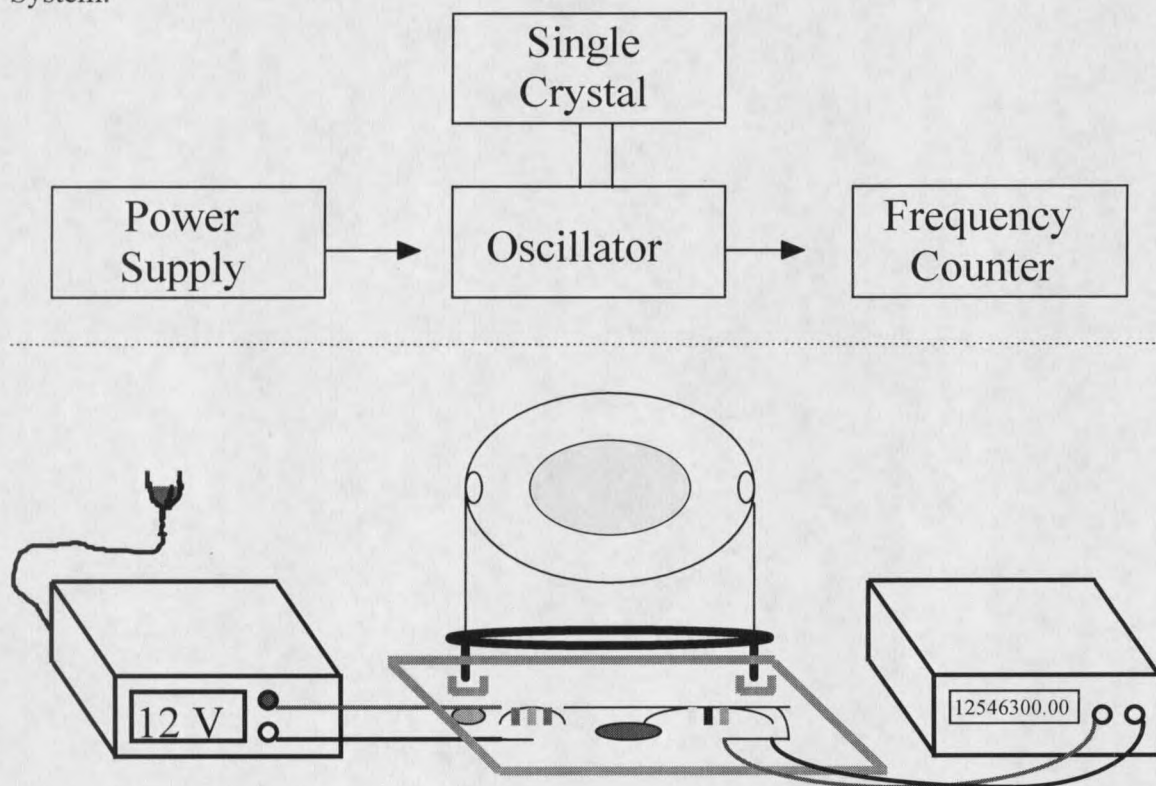 System.
Single
Crystal
Power
Supply
Oscillator
Frequency
Counter
12 V
12546300.00